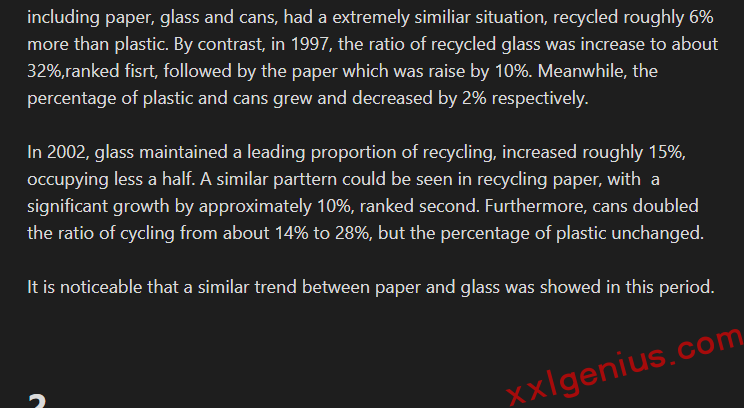 including paper, glass and cans, had a extremely similiar situation, recycled roughly 6%
more than plastic. By contrast, in 1997, the ratio of recycled glass was increase to about
32%,ranked fisrt, followed by the paper which was raise by 10%. Meanwhile, the
percentage of plastic and cans grew and decreased by 2% respectively.
In 2002, glass maintained a leading proportion of recycling, increased roughly 15%,
occupying less a half. A similar parttern could be seen in recycling paper, with  a
significant growth by approximately 10%, ranked second. Furthermore, cans doubled
the ratio of cycling from about 14% to 28%, but the percentage of plastic unchanged.
It is noticeable that a similar trend between paper and glass was showed in this period.
xxlgenius.com